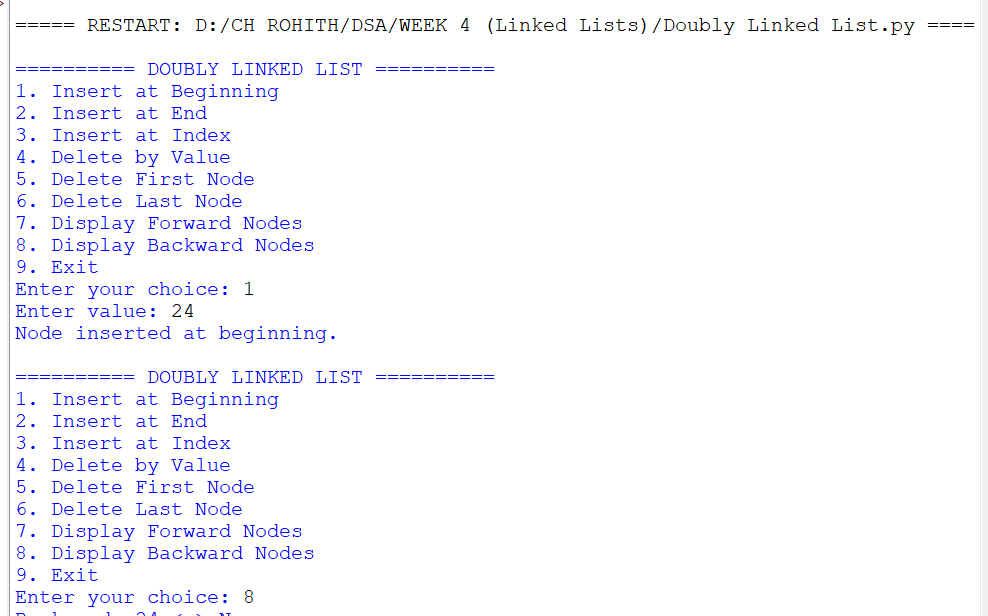 ===== RESTART: D:/CH ROHITH/DSA/WEEK 4 (Linked Lists)/Doubly Linked List.py ====
========== DOUBLY LINKED LIST ==========
1. Insert at Beginning
2. Insert at End
3. Insert at Index
4. Delete by Value
5. Delete First Node
6. Delete Last Node
7. Display Forward Nodes
8. Display Backward Nodes
9. Exit
Enter your choice: 1
Enter value: 24
Node inserted at beginning.
========== DOUBLY LINKED LIST ==========
1. Insert at Beginning
2. Insert at End
3. Insert at Index
4. Delete by Value
5. Delete First Node
6. Delete Last Node
7. Display Forward Nodes
8. Display Backward Nodes
9. Exit
Enter your choice: 8